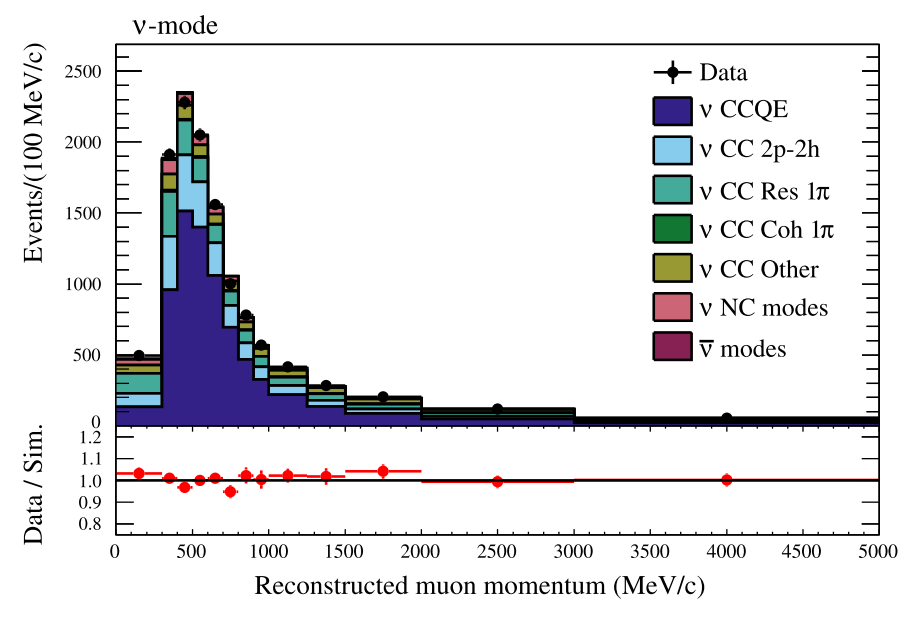 ν-mode
Events/(100 MeV/c)
2500
2000
1500
1000
500
0
Data
ν CCQE
ν CC 2p-2h
ν CC Res 1π
ν CC Coh 1π
ν CC Other
ν NC modes
ν̅ modes
Data / Sim.
1.2
1.1
1.0
0.9
0.8
0 500 1000 1500 2000 2500 3000 3500 4000 4500 5000
Reconstructed muon momentum (MeV/c)